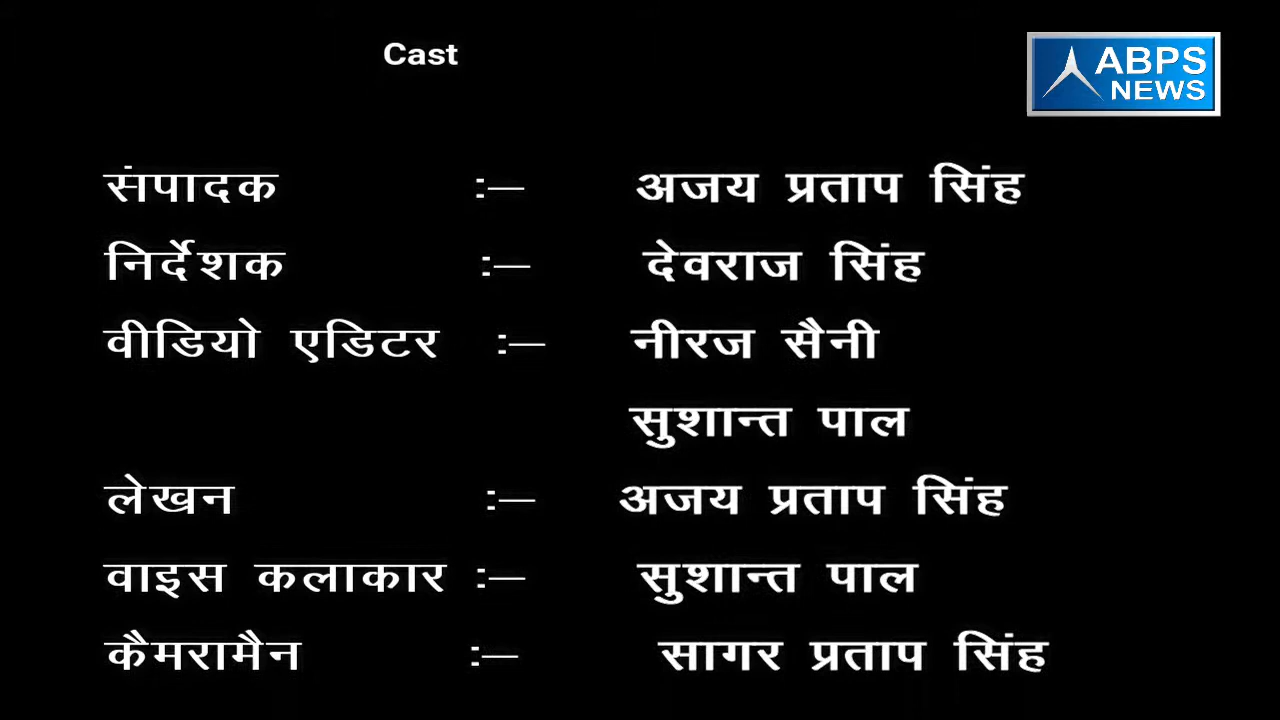 Cast
ABPS
NEWS
संपादक :— अजय प्रताप सिंह
निर्देशक :— देवराज सिंह
वीडियो एडिटर :— नीरज सैनी
सुशान्त पाल
लेखन :— अजय प्रताप सिंह
वाइस कलाकार :— सुशान्त पाल
कैमरामैन :— सागर प्रताप सिंह